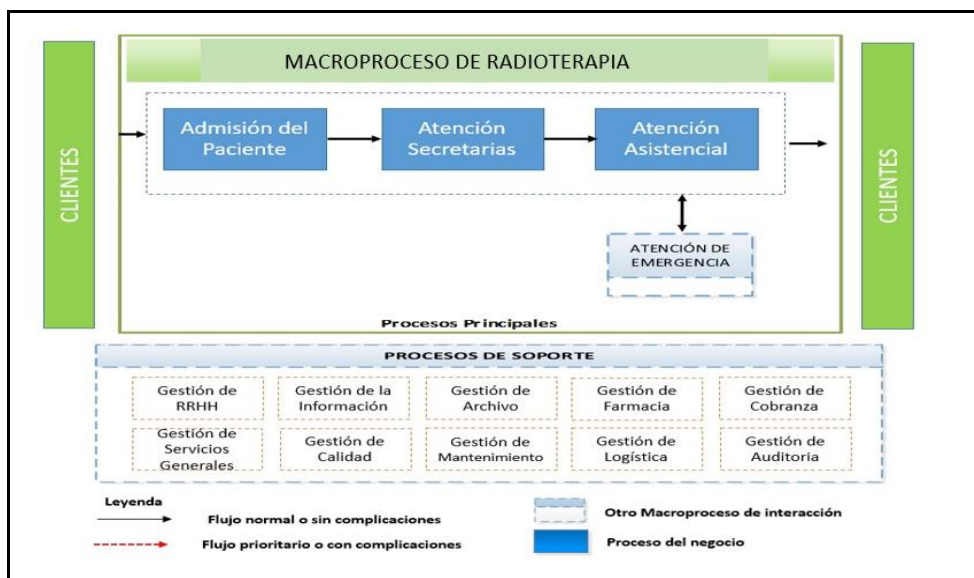 MACROPROCESO DE RADIOTERAPIA
CLIENTES
Admisión del
Paciente
Atención
Secretarias
Atención
Asistencial
CLIENTES
ATENCIÓN DE
EMERGENCIA
Procesos Principales
PROCESOS DE SOPORTE
Gestión de
RRHH
Gestión de la
Información
Gestión de
Archivo
Gestión de
Farmacia
Gestión de
Cobranza
Gestión de
Servicios
Generales
Gestión de
Calidad
Gestión de
Mantenimiento
Gestión de
Logística
Gestión de
Auditoria
Leyenda
Flujo normal o sin complicaciones
Flujo prioritario o con complicaciones
Otro Macroproceso de interacción
Proceso del negocio